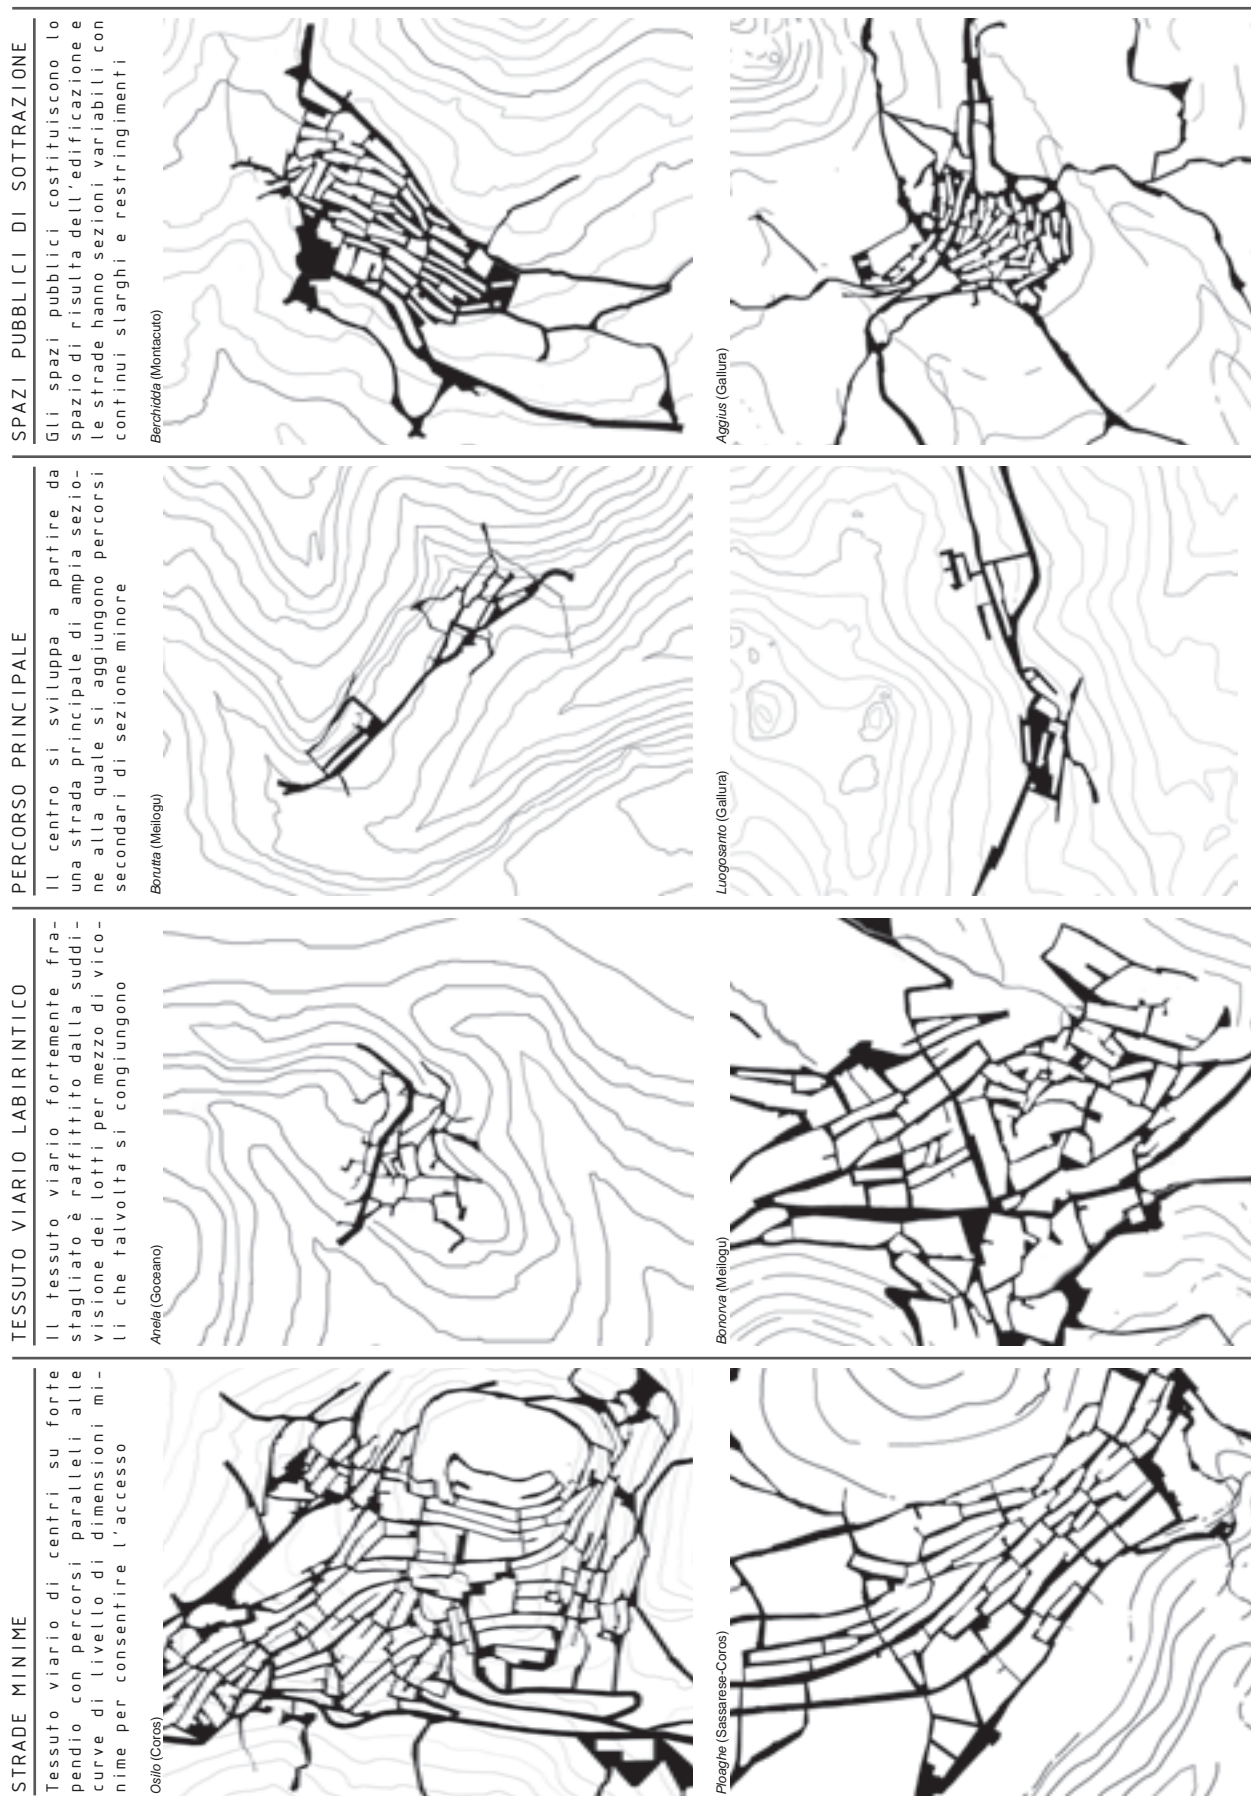 STRADE MINIME
Tessuto viario di centri su forte
pendio con percorsi paralleli alle
curve di livello di dimensioni mi-
nime per consentire l'accesso
Osilo (Coros)
Ploaghe (Sassarese-Coros)
TESSUTO VIARIO LABIRINTICO
Il tessuto viario fortemente fra-
stagliato è raffittito dalla suddi-
visione dei lotti per mezzo di vico-
li che talvolta si congiungono
Anela (Goceano)
Bonorva (Meilogu)
PERCORSO PRINCIPALE
Il centro si sviluppa a partire da
una strada principale di ampia sezio-
ne alla quale si aggiungono percorsi
secondari di sezione minore
Borutta (Meilogu)
Luogosanto (Gallura)
SPAZI PUBBLICI DI SOTTRAZIONE
Gli spazi pubblici costituiscono lo
spazio di risulta dell'edificazione e
le strade hanno sezioni variabili con
continui slarghi e restringimenti
Berchidda (Montacuto)
Aggius (Gallura)